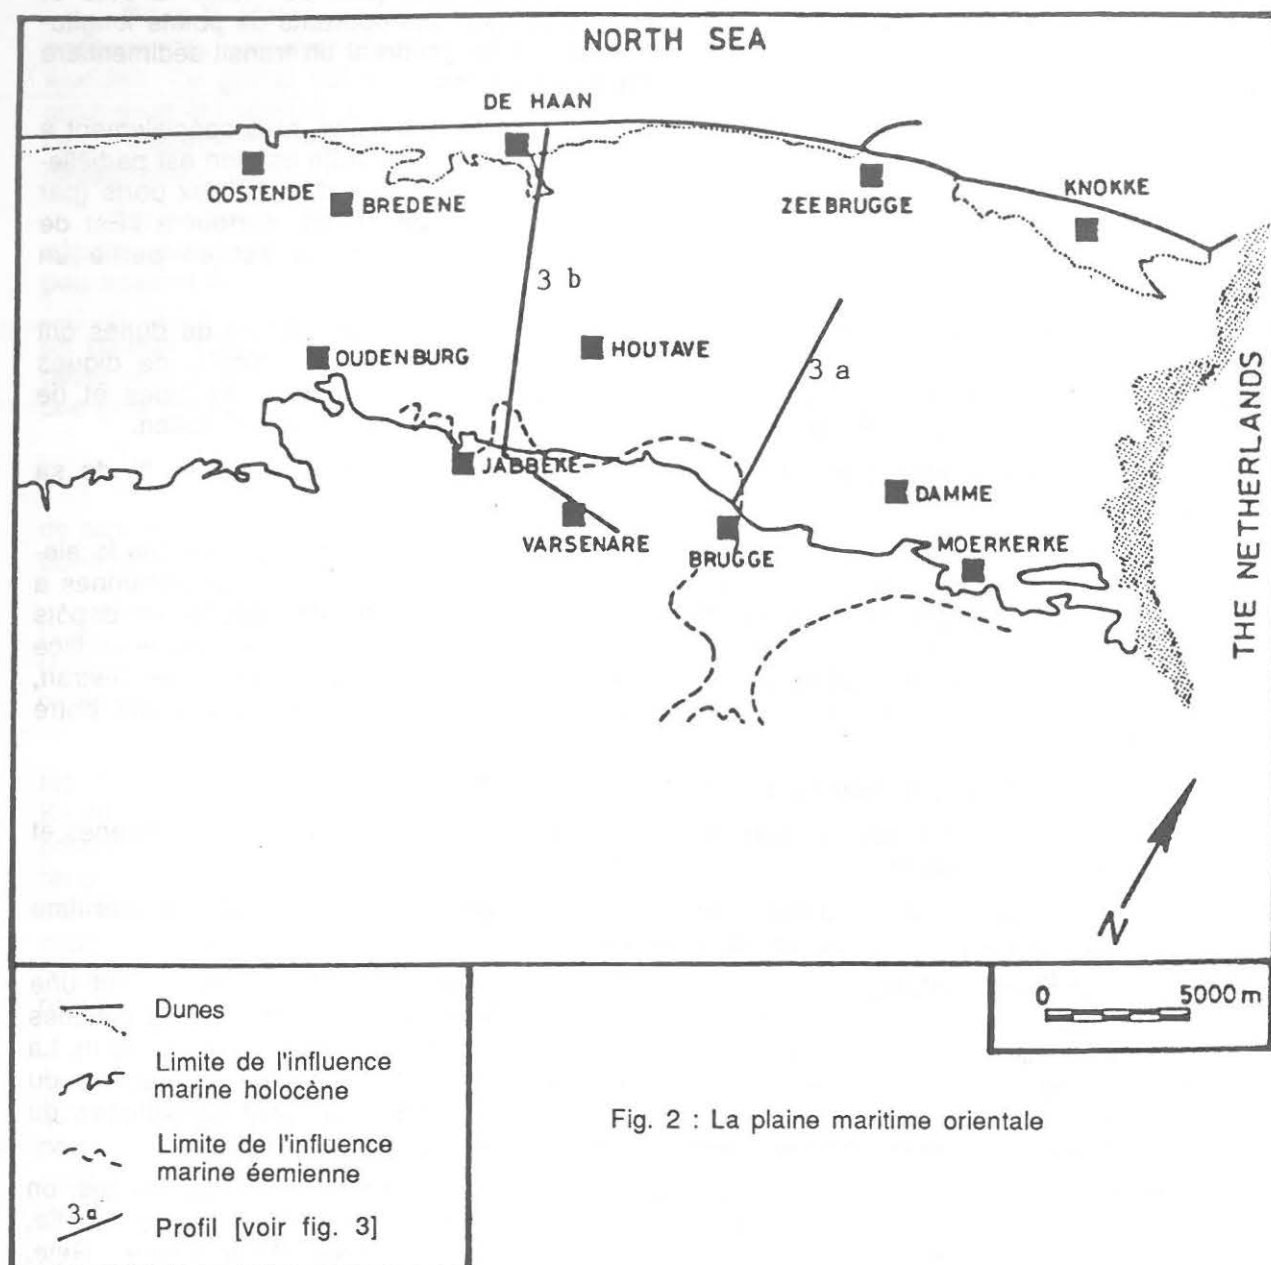 NORTH SEA
DE HAAN
OOSTENDE
BREDENE
ZEEBRUGGE
KNOKKE
3 b
OUDENBURG
HOUTAVE
3 a
THE NETHERLANDS
JABBEKE
DAMME
VARSENARE
BRUGGE
MOERKERKE
N
0 5000 m
Dunes
Limite de l'influence
marine holocène
Limite de l'influence
marine éemienne
3a
Profil [voir fig. 3]
Fig. 2 : La plaine maritime orientale